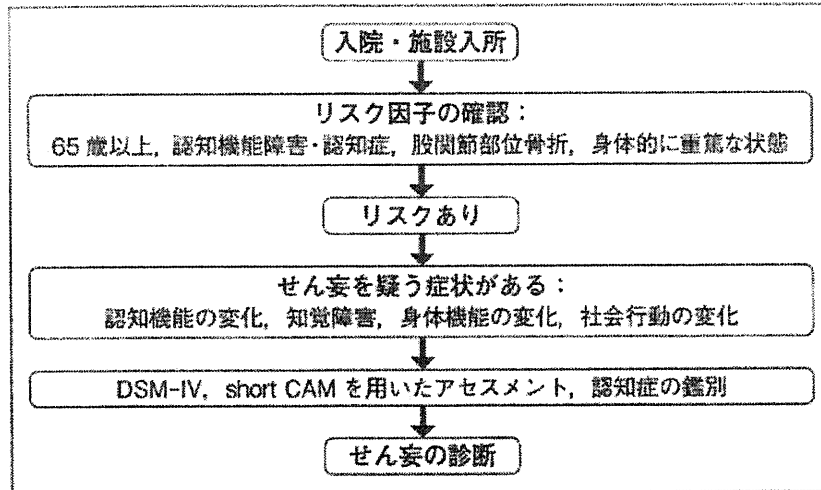 入院・施設入所
リスク因子の確認：
65歳以上，認知機能障害・認知症，股関節部位骨折，身体的に重篤な状態
リスクあり
せん妄を疑う症状がある：
認知機能の変化，知覚障害，身体機能の変化，社会行動の変化
DSM-IV，short CAM を用いたアセスメント，認知症の鑑別
せん妄の診断